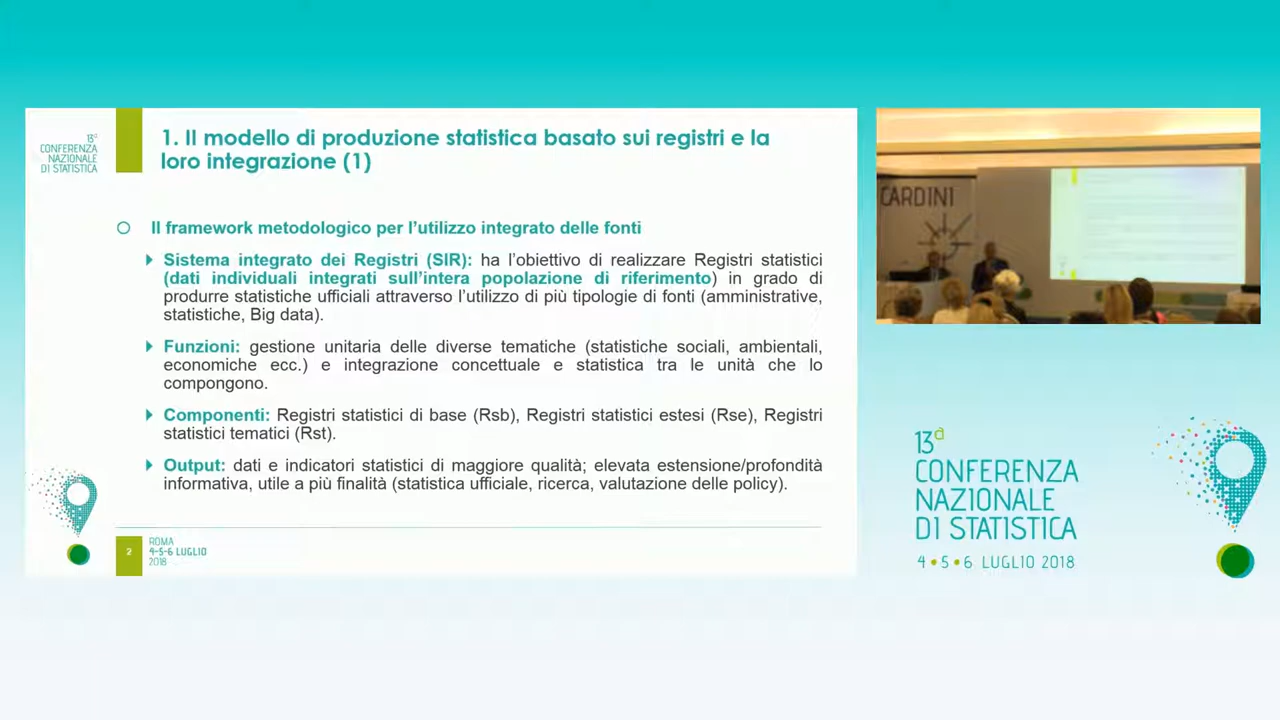 13ª
CONFERENZA
NAZIONALE
DI STATISTICA
1. Il modello di produzione statistica basato sui registri e la
loro integrazione (1)
Il framework metodologico per l’utilizzo integrato delle fonti
Sistema integrato dei Registri (SIR): ha l’obiettivo di realizzare Registri statistici
(dati individuali integrati sull’intera popolazione di riferimento) in grado di
produrre statistiche ufficiali attraverso l’utilizzo di più tipologie di fonti (amministrative,
statistiche, Big data).
Funzioni: gestione unitaria delle diverse tematiche (statistiche sociali, ambientali,
economiche ecc.) e integrazione concettuale e statistica tra le unità che lo
compongono.
Componenti: Registri statistici di base (Rsb), Registri statistici estesi (Rse), Registri
statistici tematici (Rst).
Output: dati e indicatori statistici di maggiore qualità; elevata estensione/profondità
informativa, utile a più finalità (statistica ufficiale, ricerca, valutazione delle policy).
2
ROMA
4-5-6 LUGLIO
2018
CARDINI
13ª
CONFERENZA
NAZIONALE
DI STATISTICA
4•5•6 LUGLIO 2018